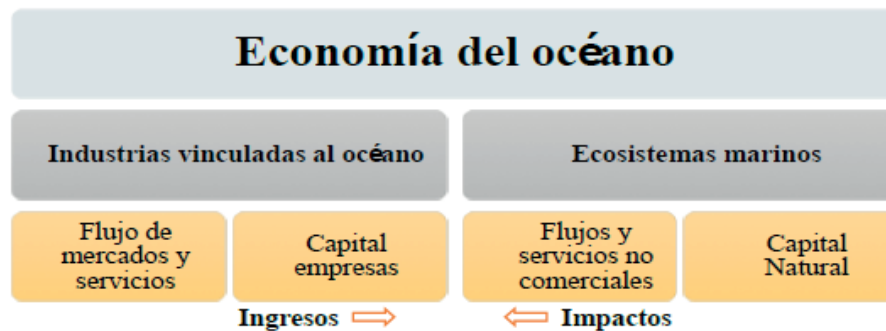 Economía del océano
Industrias vinculadas al océano
Ecosistemas marinos
Flujo de
mercados y
servicios
Capital
empresas
Flujos y
servicios no
comerciales
Capital
Natural
Ingresos
Impactos